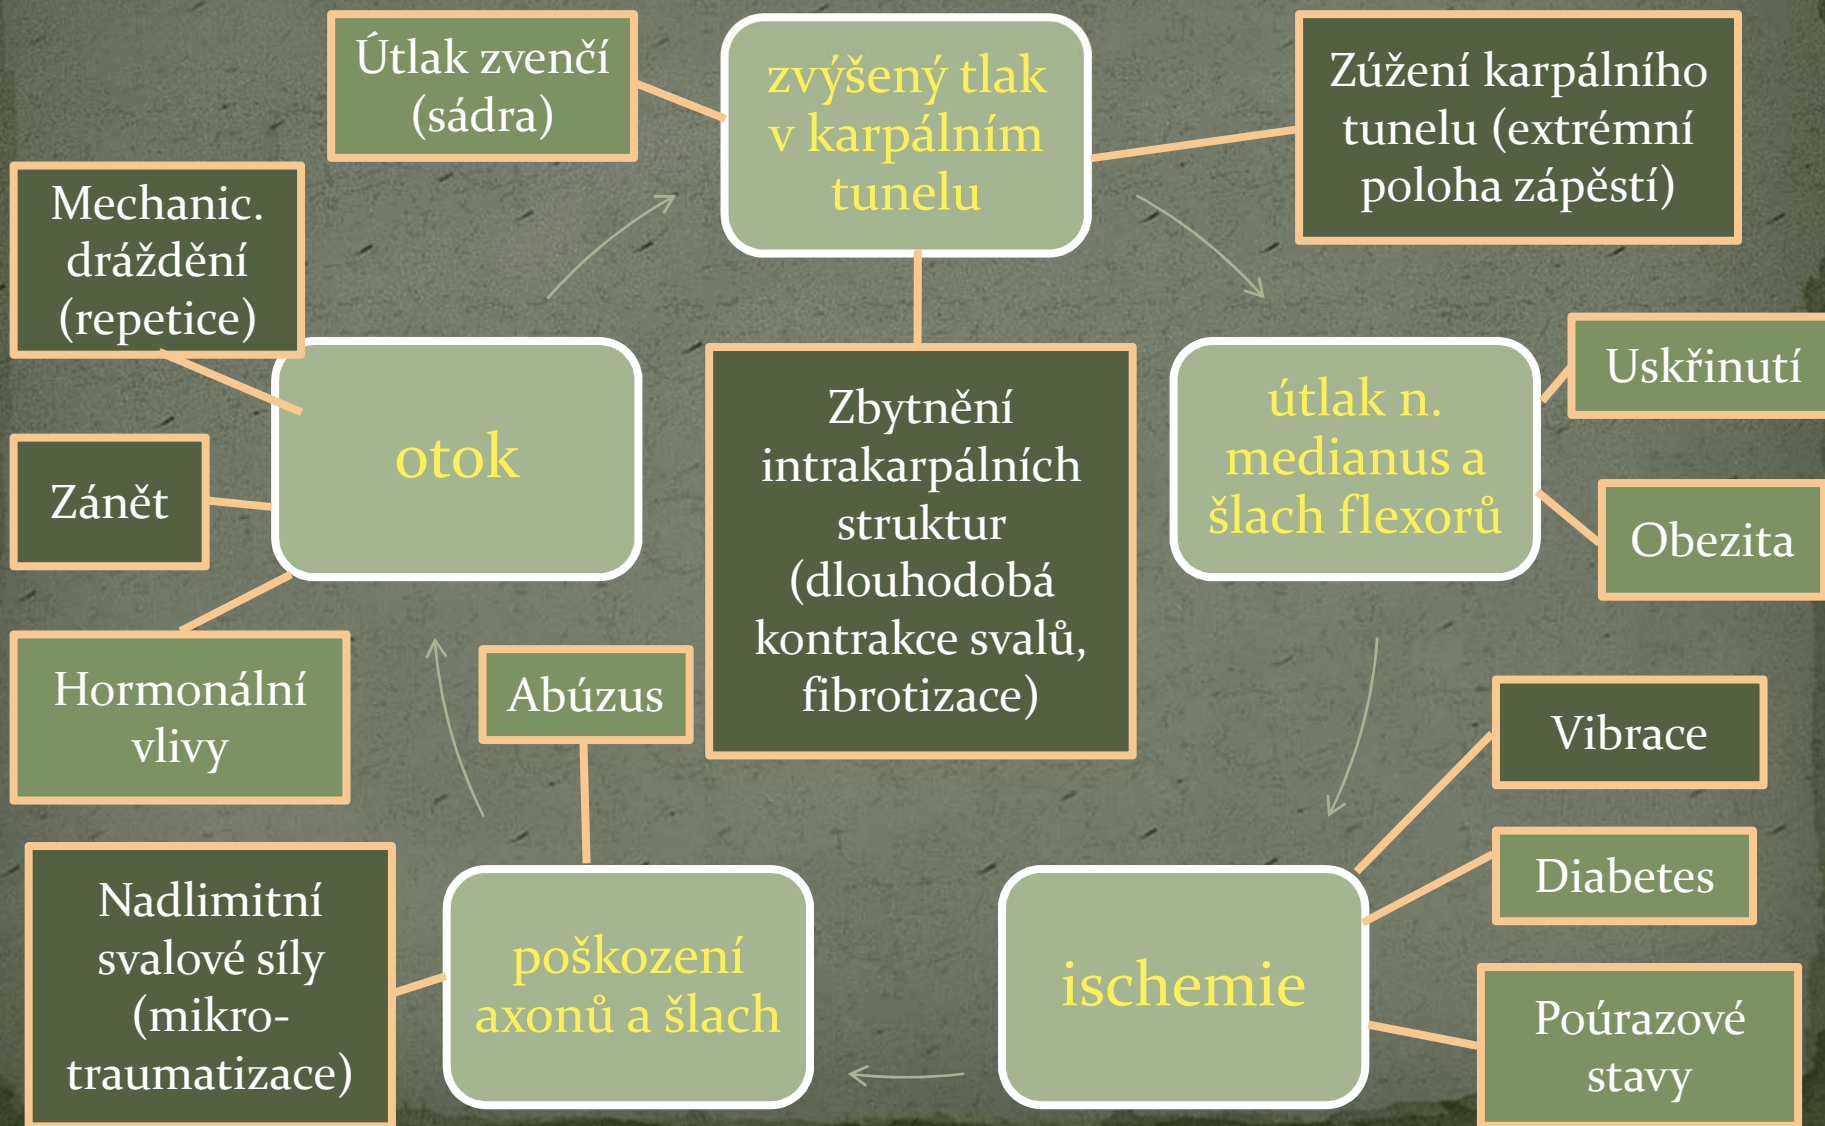 Útlak zvenčí
(sádra)
zvýšený tlak
v karpálním
tunelu
Zúžení karpálního
tunelu (extrémní
poloha zápěstí)
Mechanic.
dráždění
(repetice)
otok
Zbytnění
intrakarpálních
struktur
(dlouhodobá
kontrakce svalů,
fibrotizace)
útlak n.
medianus a
šlach flexorů
Uskřinutí
Obezita
Zánět
Hormonální
vlivy
Abúzus
Vibrace
Diabetes
Nadlimitní
svalové síly
(mikro-
traumatizace)
poškození
axonů a šlach
ischemie
Poúrazové
stavy